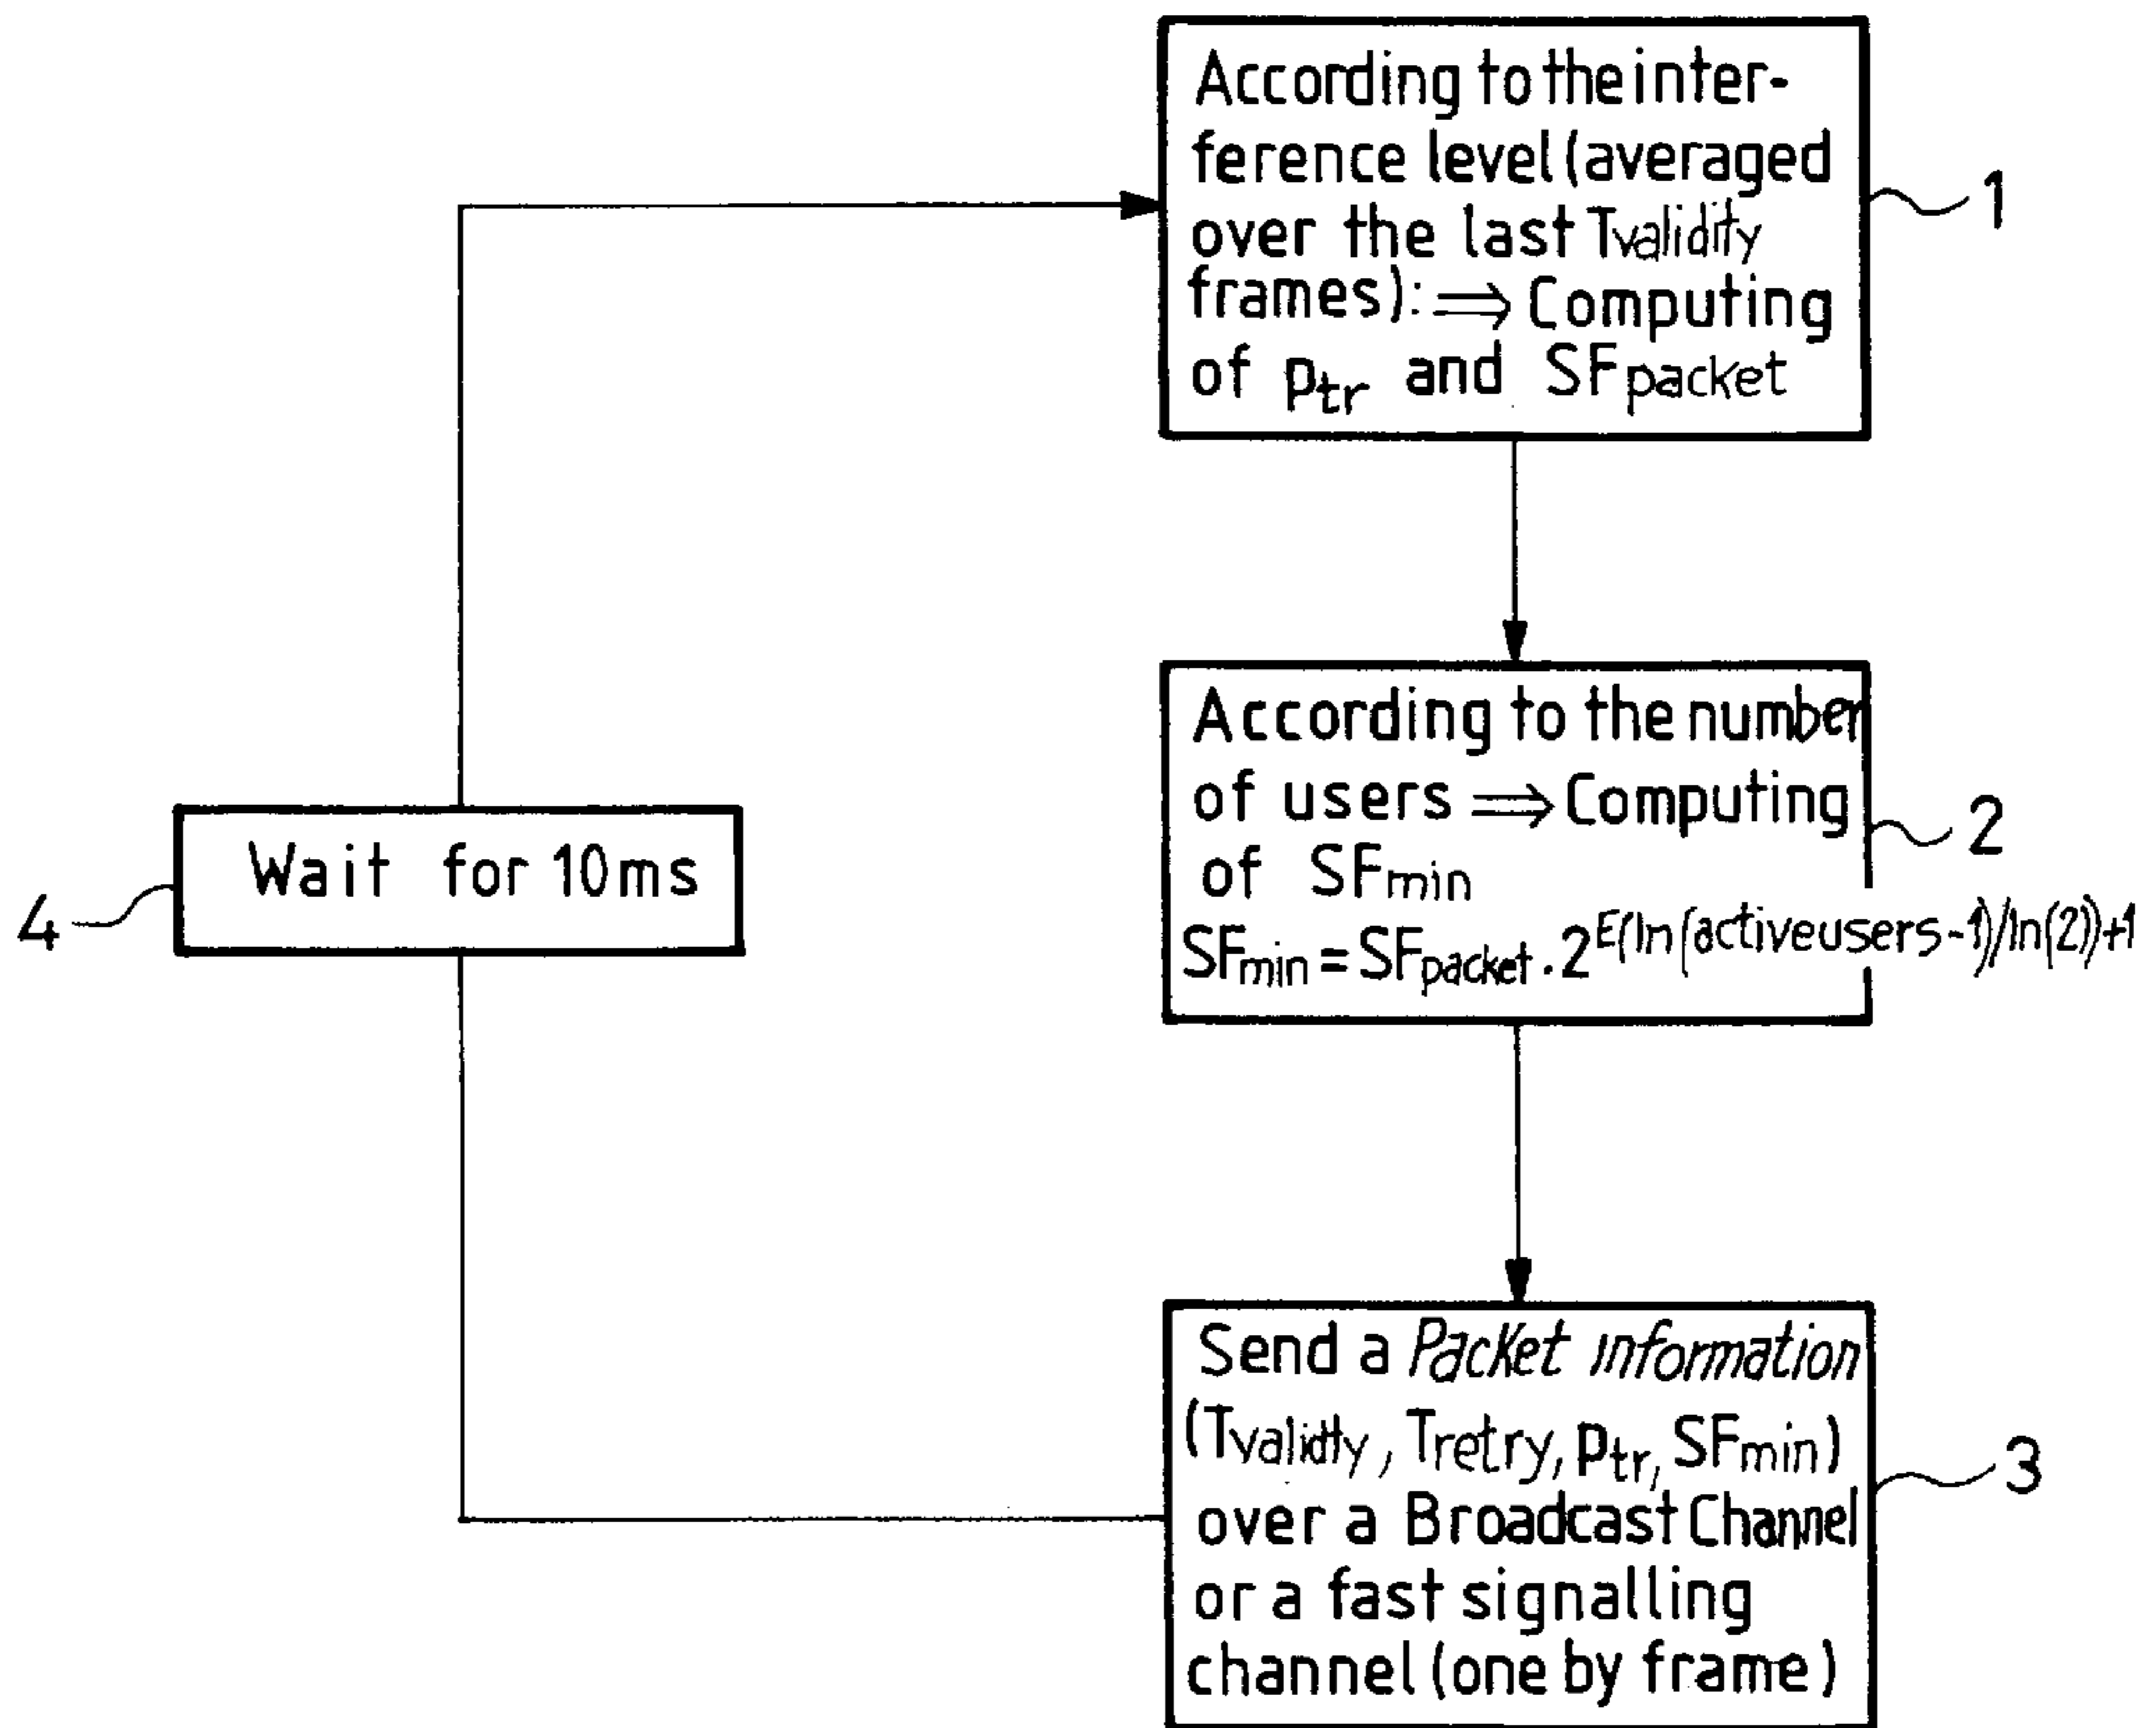 According to the inter-
ference level (averaged
over the last Tvalidity
frames): ⇒ Computing
of ptr and SFpacket
1
According to the number
of users ⇒ Computing
of SFmin
SFmin = SFpacket . 2^E(ln(activeusers-1)/ln(2))+1
2
Wait for 10ms
4
Send a Packet information
(Tvalidty, Tretry, ptr, SFmin)
over a Broadcast Channel
or a fast signalling
channel (one by frame)
3